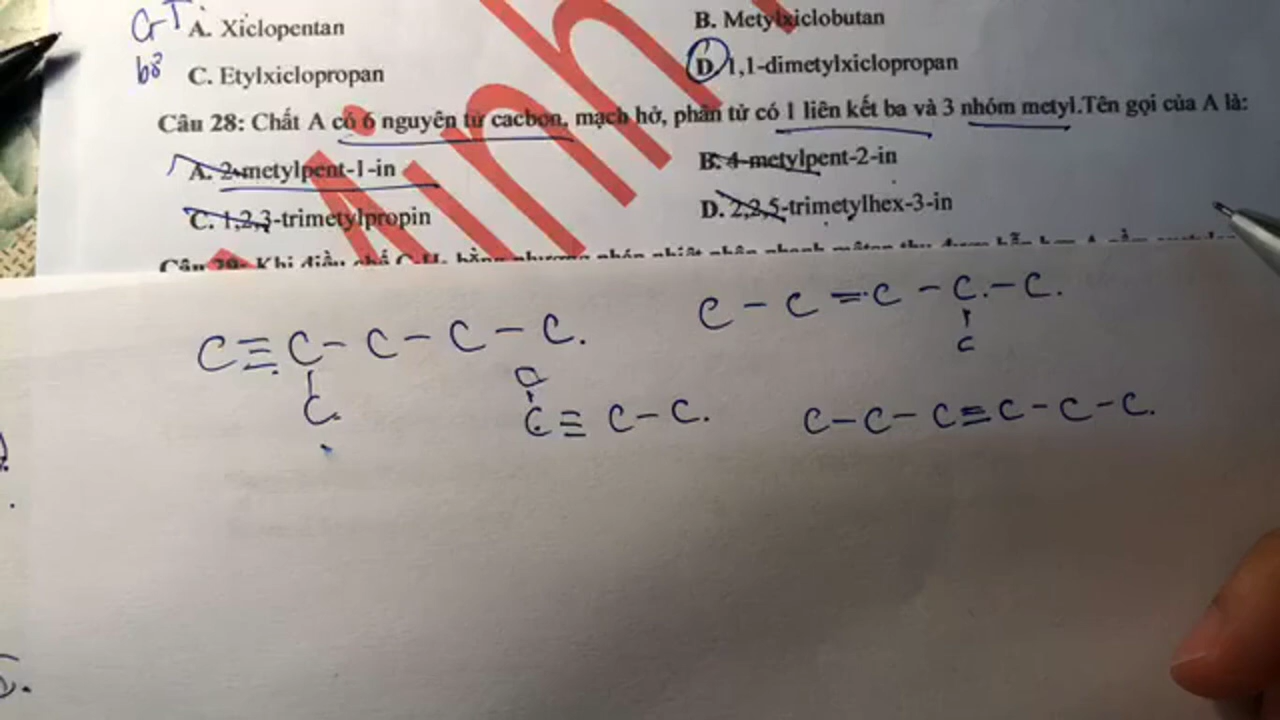 A. Xiclopentan B. Metylxiclobutan
C. Etylxiclopropan D. 1,1-dimetylxiclopropan
Câu 28: Chất A có 6 nguyên tử cacbon, mạch hở, phân tử có 1 liên kết ba và 3 nhóm metyl.Tên gọi của A là:
A. 2-metylpent-1-in B. 4-metylpent-2-in
C. 1,2,3-trimetylpropin D. 2,2,5-trimetylhex-3-in
C≡C-C-C-C. C-C≡C-C.-C.
C. C
C
C≡C-C. C-C-C≡C-C-C.